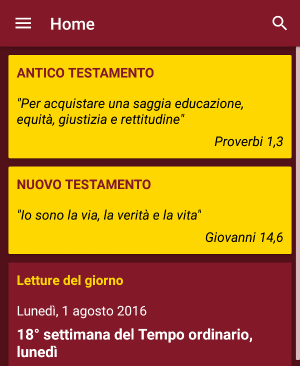 Home
ANTICO TESTAMENTO
"Per acquistare una saggia educazione,
equità, giustizia e rettitudine"
Proverbi 1,3
NUOVO TESTAMENTO
"Io sono la via, la verità e la vita"
Giovanni 14,6
Letture del giorno
Lunedì, 1 agosto 2016
18° settimana del Tempo ordinario,
lunedì